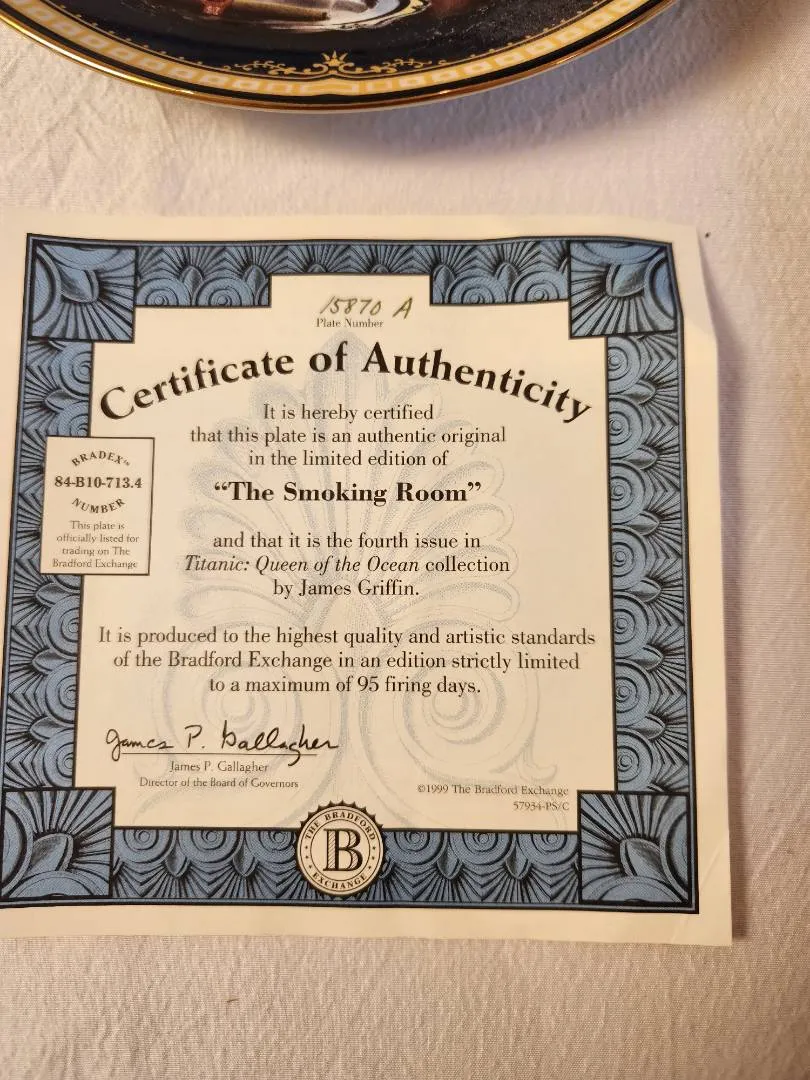 15870 A
Plate Number
Certificate of Authenticity
It is hereby certified
that this plate is an authentic original
in the limited edition of
“The Smoking Room”
and that it is the fourth issue in
Titanic: Queen of the Ocean collection
by James Griffin.
It is produced to the highest quality and artistic standards
of the Bradford Exchange in an edition strictly limited
to a maximum of 95 firing days.
BRADEX™
84-B10-713.4
NUMBER
This plate is
officially listed for
trading on The
Bradford Exchange
James P. Gallagher
James P. Gallagher
Director of the Board of Governors
©1999 The Bradford Exchange
57934-PS/C
THE BRADFORD
B
EXCHANGE